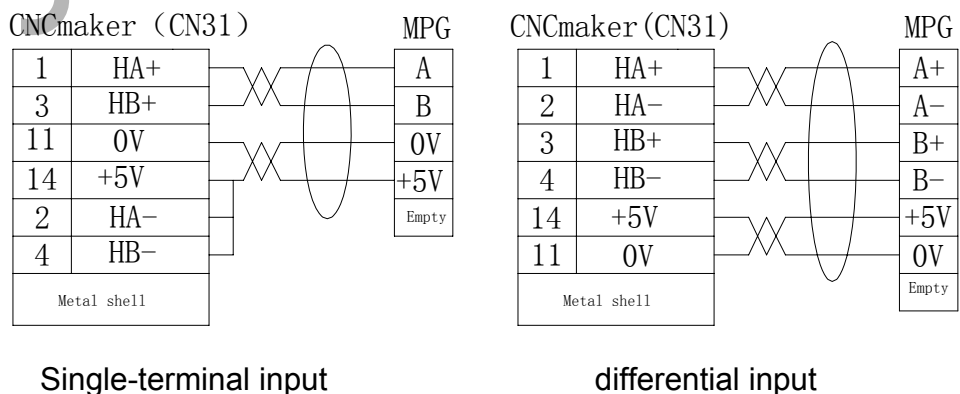 CNCmaker (CN31) MPG
1 HA+ A
3 HB+ B
11 0V 0V
14 +5V +5V
2 HA- Empty
4 HB-
Metal shell
Single-terminal input
CNCmaker(CN31) MPG
1 HA+ A+
2 HA- A-
3 HB+ B+
4 HB- B-
14 +5V +5V
11 0V 0V
Metal shell Empty
differential input